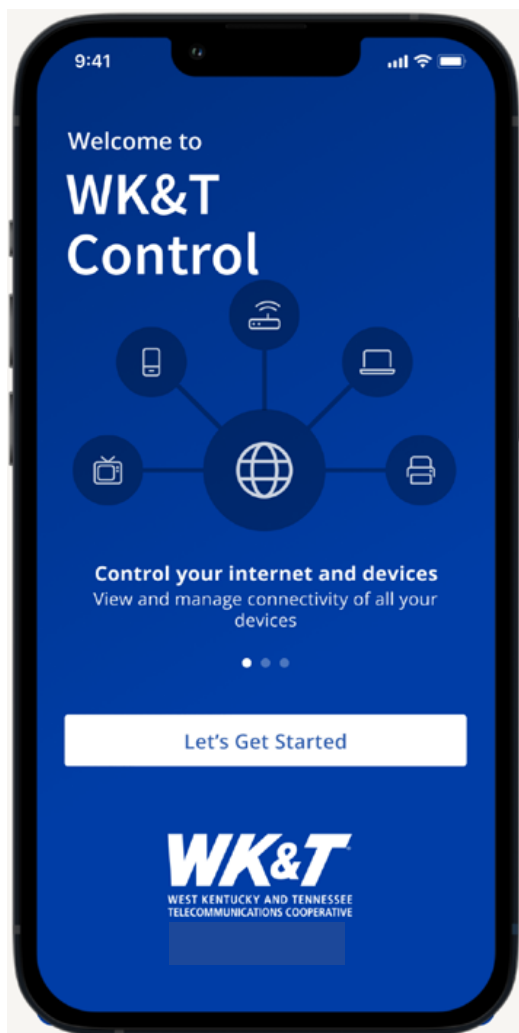 9:41
Welcome to
WK&T
Control
Control your internet and devices
View and manage connectivity of all your
devices
Let's Get Started
WK&T
WEST KENTUCKY AND TENNESSEE
TELECOMMUNICATIONS COOPERATIVE